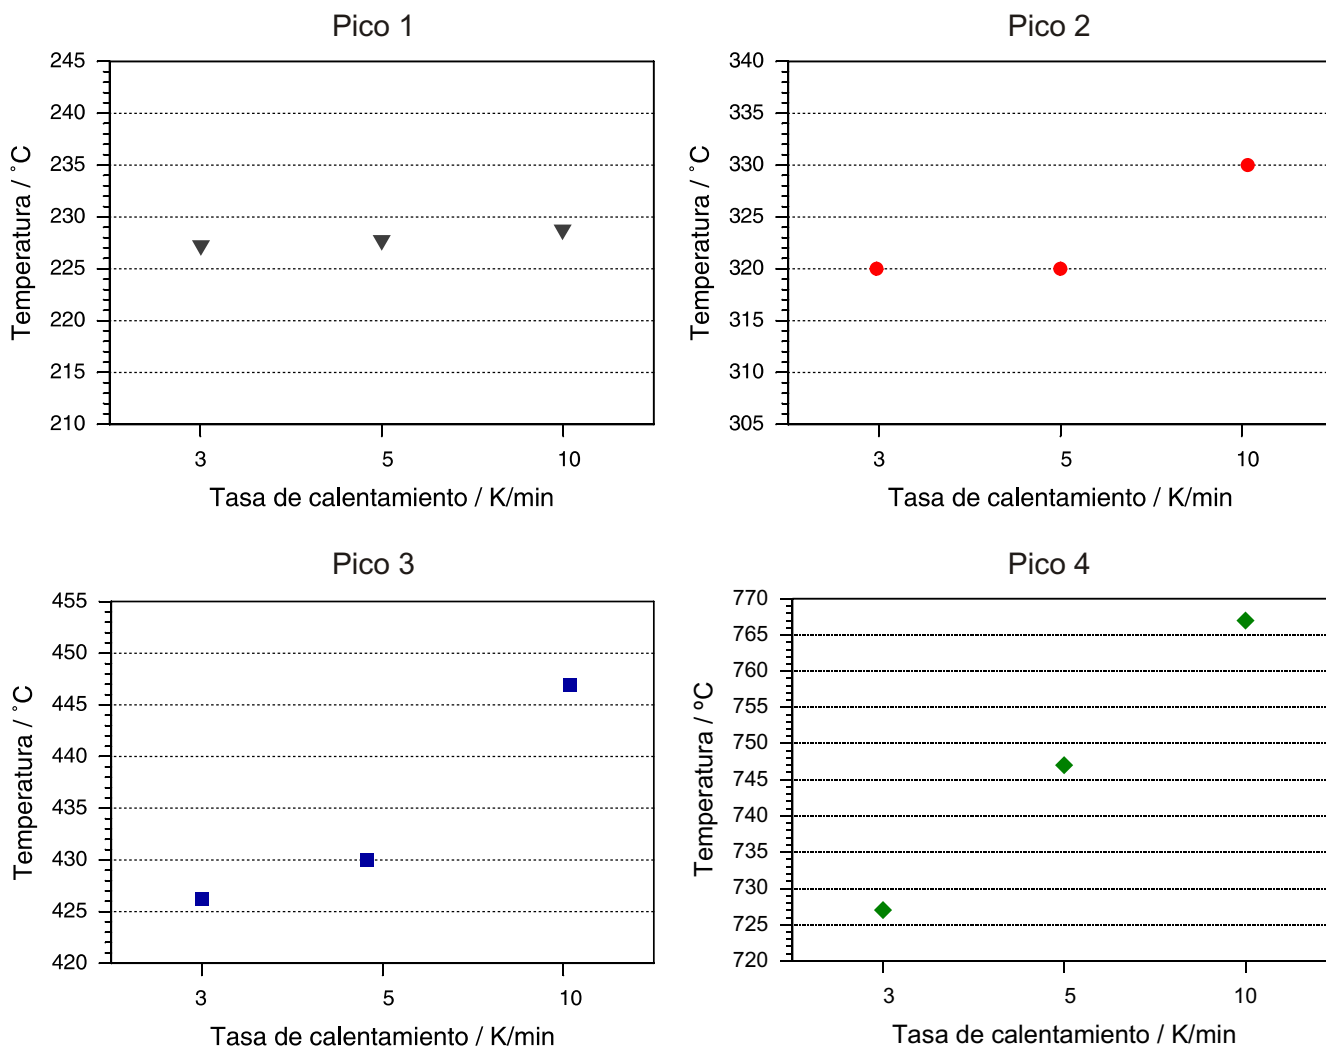 Pico 1
245
240
235
230
225
220
215
210
Temperatura / ˚C
3 5 10
Tasa de calentamiento / K/min
Pico 2
340
335
330
325
320
315
310
305
Temperatura / ˚C
3 5 10
Tasa de calentamiento / K/min
Pico 3
455
450
445
440
435
430
425
420
Temperatura / ˚C
3 5 10
Tasa de calentamiento / K/min
Pico 4
770
765
760
755
750
745
740
735
730
725
720
Temperatura / ºC
3 5 10
Tasa de calentamiento / K/min